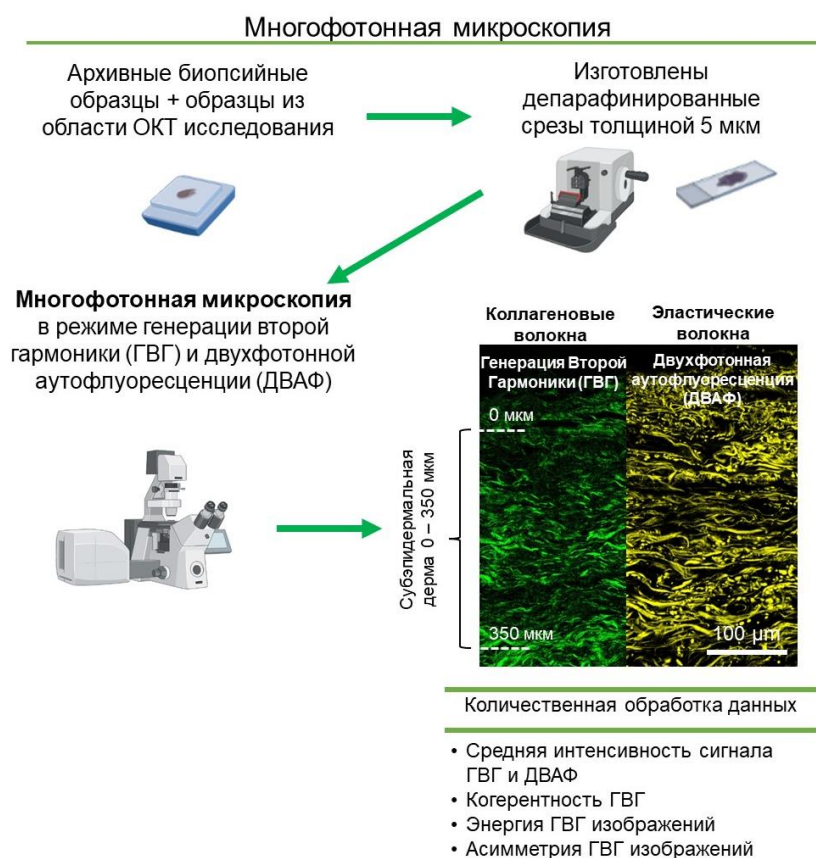 Многофотонная микроскопия
Архивные биопсийные
образцы + образцы из
области ОКТ исследования
Изготовлены
депарафинированные
срезы толщиной 5 мкм
Многофотонная микроскопия
в режиме генерации второй
гармоники (ГВГ) и двухфотонной
аутофлуоресценции (ДВАФ)
Коллагеновые
волокна
Эластические
волокна
Генерация Второй
Гармоники (ГВГ)
Двухфотонная
аутофлуоресценция
(ДВАФ)
0 мкм
Субэпидермальная
дерма 0 – 350 мкм
350 мкм
100 µm
Количественная обработка данных
• Средняя интенсивность сигнала
ГВГ и ДВАФ
• Когерентность ГВГ
• Энергия ГВГ изображений
• Асимметрия ГВГ изображений